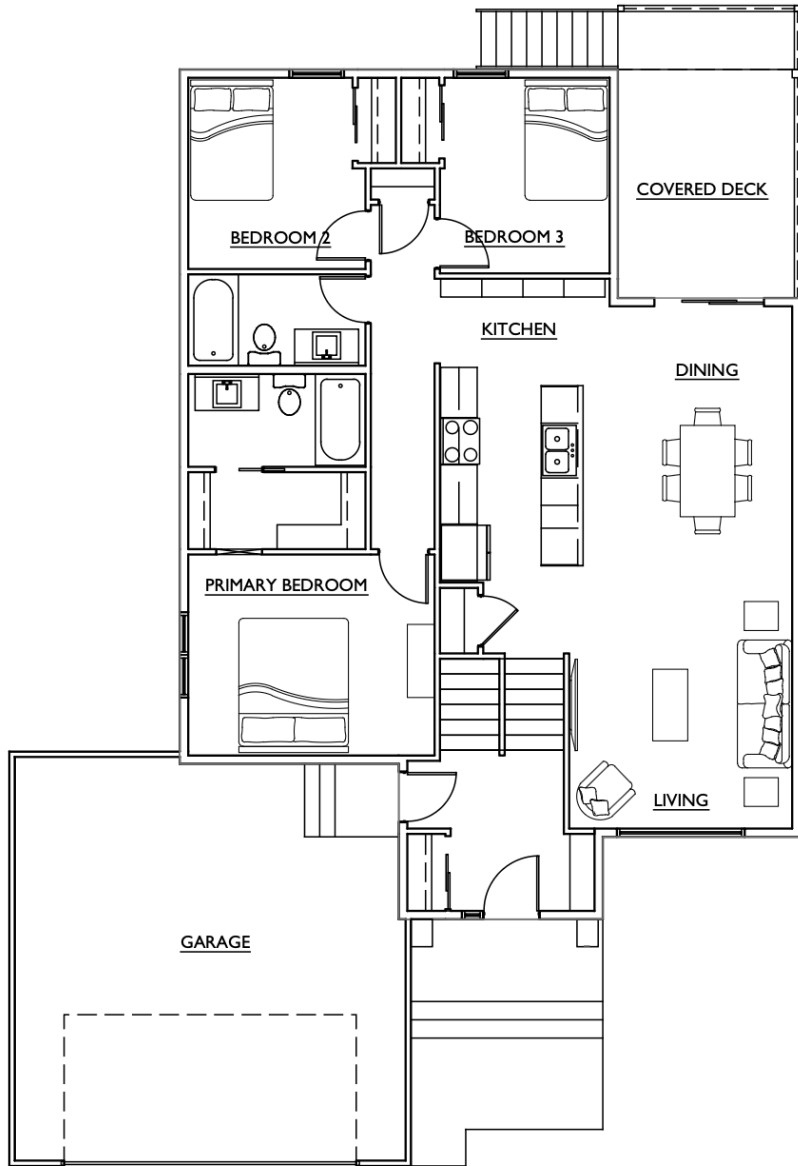 COVERED DECK
BEDROOM 2
BEDROOM 3
KITCHEN
DINING
PRIMARY BEDROOM
LIVING
GARAGE